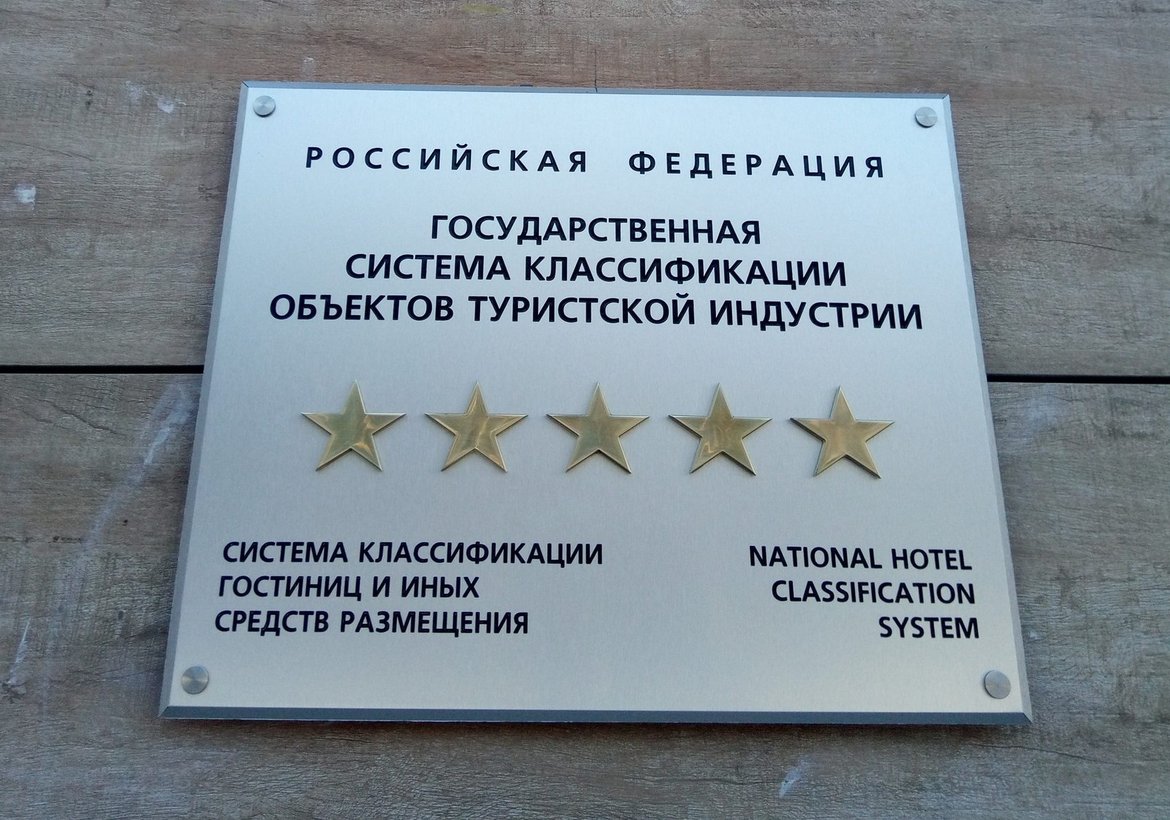 РОССИЙСКАЯ ФЕДЕРАЦИЯ
ГОСУДАРСТВЕННАЯ
СИСТЕМА КЛАССИФИКАЦИИ
ОБЪЕКТОВ ТУРИСТСКОЙ ИНДУСТРИИ
СИСТЕМА КЛАССИФИКАЦИИ
ГОСТИНИЦ И ИНЫХ
СРЕДСТВ РАЗМЕЩЕНИЯ
NATIONAL HOTEL
CLASSIFICATION
SYSTEM